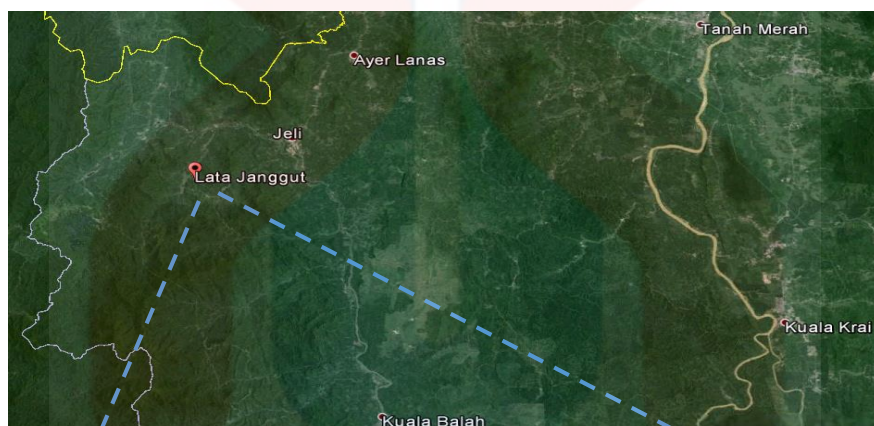 Tanah Merah
Ayer Lanas
Jeli
Lata Janggut
Kuala Krai
Kuala Balah